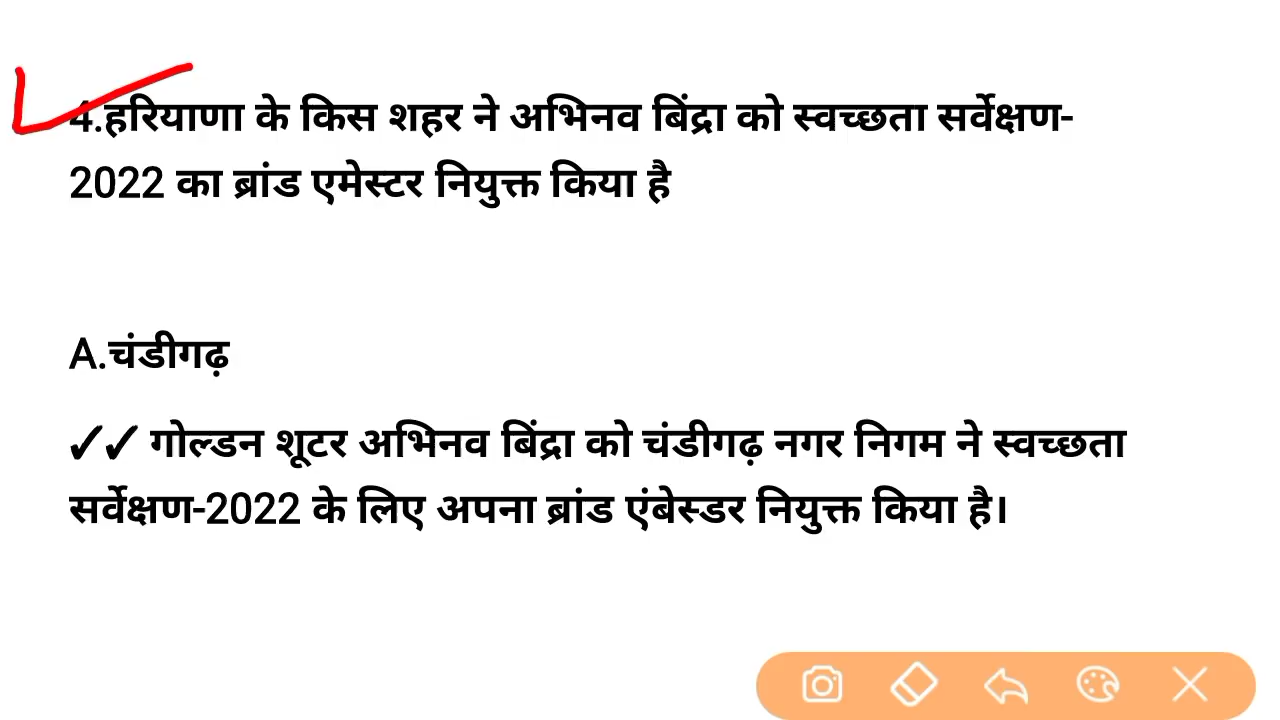 4.हरियाणा के किस शहर ने अभिनव बिंद्रा को स्वच्छता सर्वेक्षण-
2022 का ब्रांड एमेस्टर नियुक्त किया है
A.चंडीगढ़
✓✓ गोल्डन शूटर अभिनव बिंद्रा को चंडीगढ़ नगर निगम ने स्वच्छता
सर्वेक्षण-2022 के लिए अपना ब्रांड एंबेस्डर नियुक्त किया है।